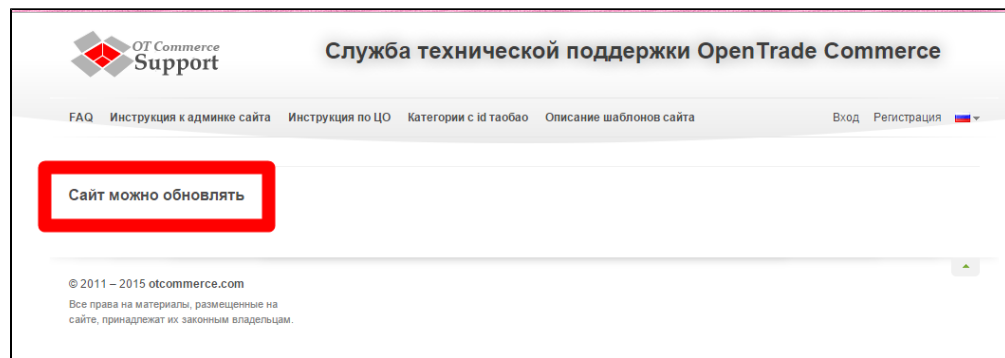 OT Commerce
Support
Служба технической поддержки OpenTrade Commerce
FAQ Инструкция к админке сайта Инструкция по ЦО Категории с id таобао Описание шаблонов сайта Вход Регистрация
Сайт можно обновлять
© 2011 – 2015 otcommerce.com
Все права на материалы, размещенные на
сайте, принадлежат их законным владельцам.